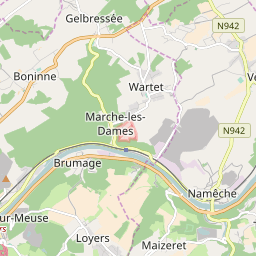 Gelbressée
N942
Boninne
Wartet
Marche-les-
Dames
N942
Brumage
Namêche
ur-Meuse
Loyers
Maizeret